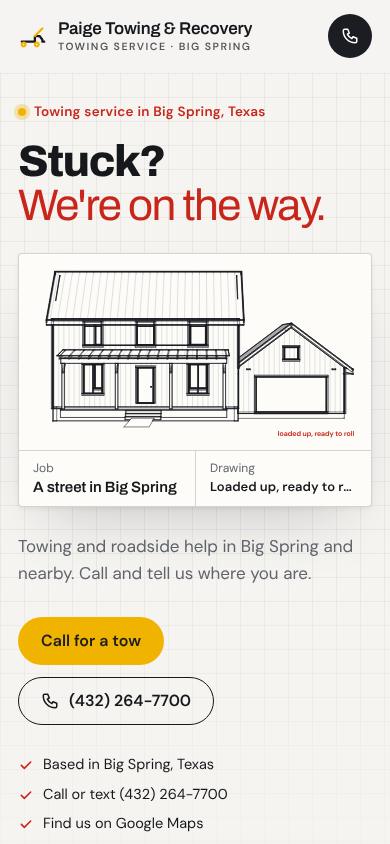 Paige Towing & Recovery
TOWING SERVICE · BIG SPRING
Towing service in Big Spring, Texas
Stuck?
We're on the way.
loaded up, ready to roll
Job
A street in Big Spring
Drawing
Loaded up, ready to r...
Towing and roadside help in Big Spring and
nearby. Call and tell us where you are.
Call for a tow
(432) 264-7700
Based in Big Spring, Texas
Call or text (432) 264-7700
Find us on Google Maps